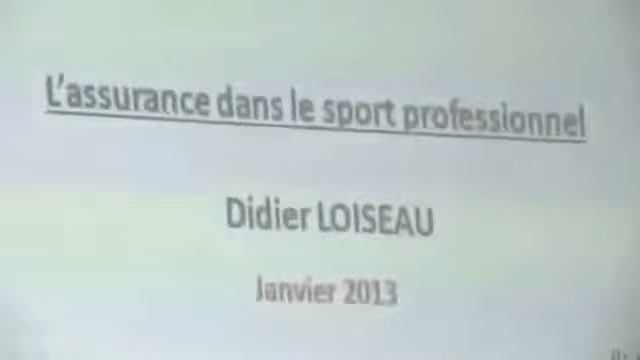 L'assurance dans le sport professionnel
Didier LOISEAU
Janvier 2013